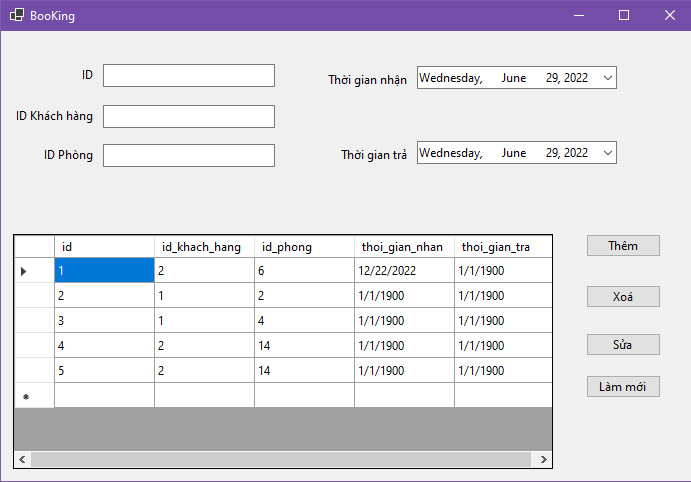 BooKing
ID
Thời gian nhận Wednesday, June 29, 2022
ID Khách hàng
ID Phòng
Thời gian trả Wednesday, June 29, 2022
id id_khach_hang id_phong thoi_gian_nhan thoi_gian_tra
1 2 6 12/22/2022 1/1/1900
2 1 2 1/1/1900 1/1/1900
3 1 4 1/1/1900 1/1/1900
4 2 14 1/1/1900 1/1/1900
5 2 14 1/1/1900 1/1/1900
Thêm
Xoá
Sửa
Làm mới